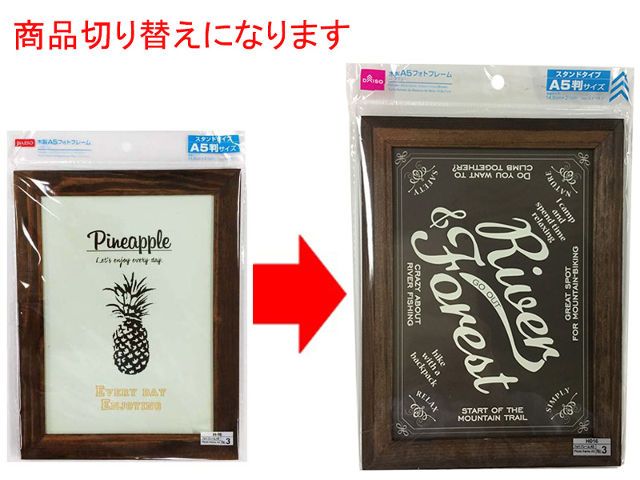 商品切り替えになります
DAISO
木製A5フォトフレーム
スタンドタイプ
A5判サイズ
Pineapple
Let's enjoy every day.
EVERY DAY
ENJOYING
H-16
No.3
DAISO
木製A5フォトフレーム
スタンドタイプ
A5判サイズ
DO YOU WANT TO
CLIMB TOGETHER?
SAFETY
NATURE
I camp
and spend time
relaxing
River
&
Forest
GO OUT
CRAZY ABOUT
RIVER FISHING
GREAT SPOT
FOR MOUNTAIN-BIKING
hike
with a
backpack
RELAX
SIMPLY
START OF THE
MOUNTAIN TRAIL
H016
No.3